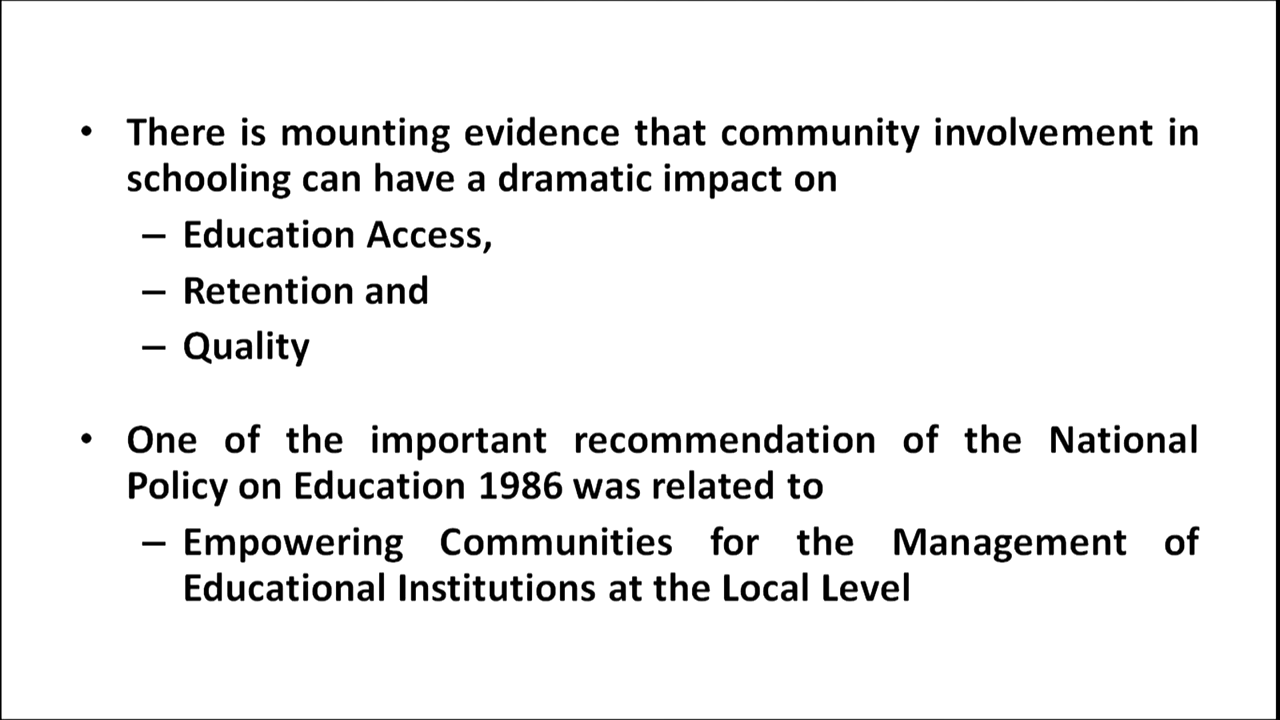 • There is mounting evidence that community involvement in
schooling can have a dramatic impact on
– Education Access,
– Retention and
– Quality
• One of the important recommendation of the National
Policy on Education 1986 was related to
– Empowering Communities for the Management of
Educational Institutions at the Local Level